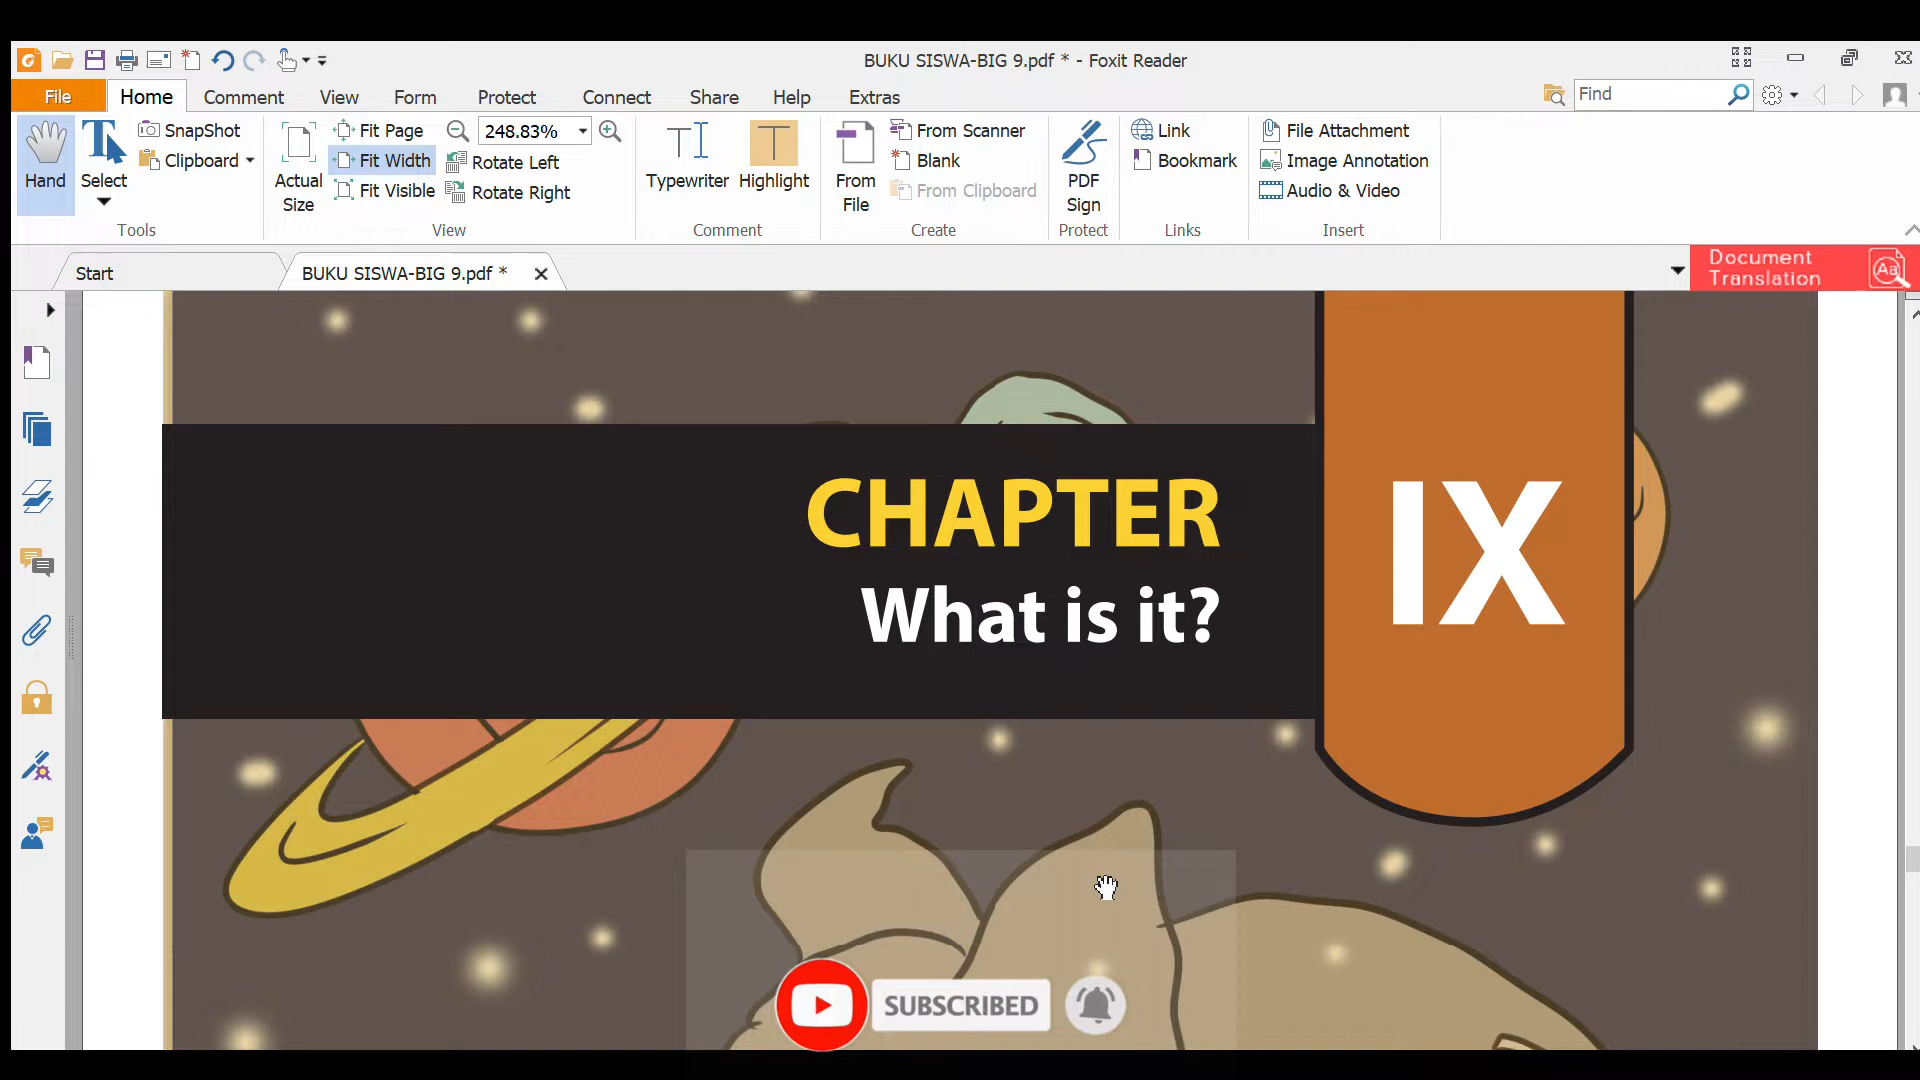 BUKU SISWA-BIG 9.pdf * - Foxit Reader
File Home Comment View Form Protect Connect Share Help Extras
Find
Hand
Select
SnapShot
Clipboard
Tools
Actual
Size
Fit Page
Fit Width
Fit Visible
248.83%
Rotate Left
Rotate Right
View
Typewriter
Highlight
Comment
From
File
From Scanner
Blank
From Clipboard
Create
PDF
Sign
Protect
Link
Bookmark
Links
File Attachment
Image Annotation
Audio & Video
Insert
Start
BUKU SISWA-BIG 9.pdf *
Document
Translation
Aa
CHAPTER
What is it?
IX
SUBSCRIBED